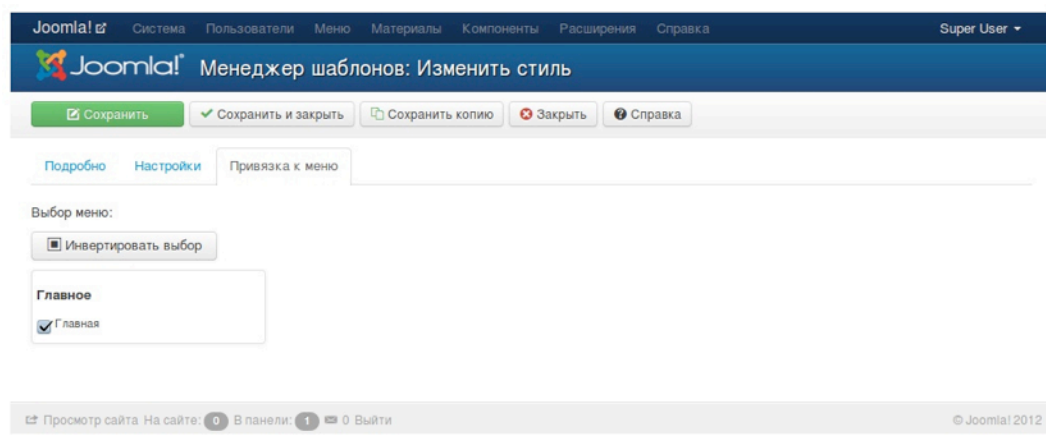 Joomla! Система Пользователи Меню Материалы Компоненты Расширения Справка Super User
Joomla! Менеджер шаблонов: Изменить стиль
Сохранить Сохранить и закрыть Сохранить копию Закрыть Справка
Подробно Настройки Привязка к меню
Выбор меню:
Инвертировать выбор
Главное
Главная
Просмотр сайта На сайте: 0 В панели: 1 0 Выйти © Joomla! 2012